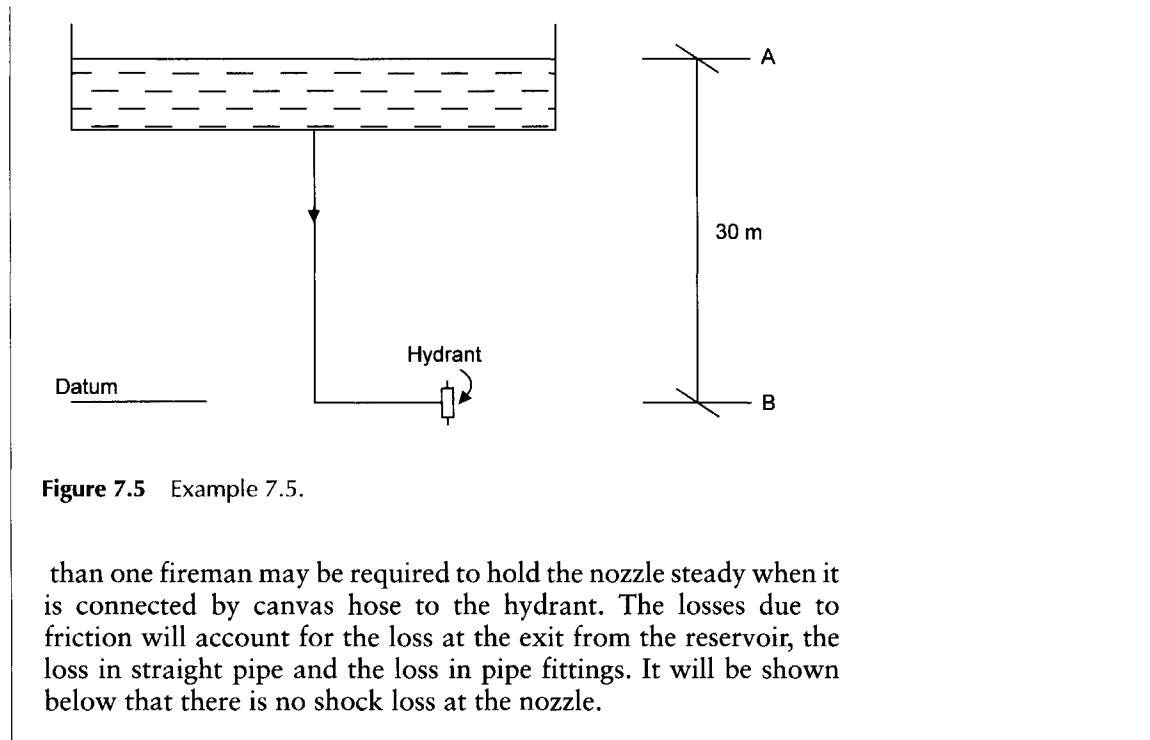 A
30 m
Hydrant
Datum
B
Figure 7.5 Example 7.5.
than one fireman may be required to hold the nozzle steady when it
is connected by canvas hose to the hydrant. The losses due to
friction will account for the loss at the exit from the reservoir, the
loss in straight pipe and the loss in pipe fittings. It will be shown
below that there is no shock loss at the nozzle.